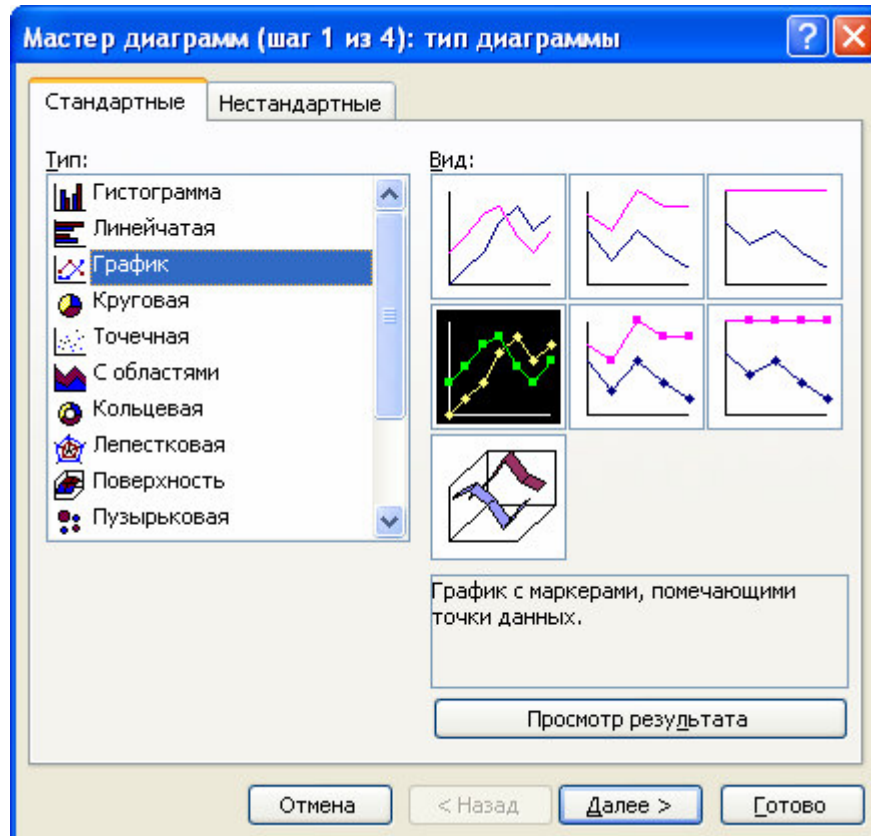 Мастер диаграмм (шаг 1 из 4): тип диаграммы
Стандартные
Нестандартные
Тип:
Гистограмма
Линейчатая
График
Круговая
Точечная
С областями
Кольцевая
Лепестковая
Поверхность
Пузырьковая
Вид:
График с маркерами, помечающими
точки данных.
Просмотр результата
Отмена
< Назад
Далее >
Готово